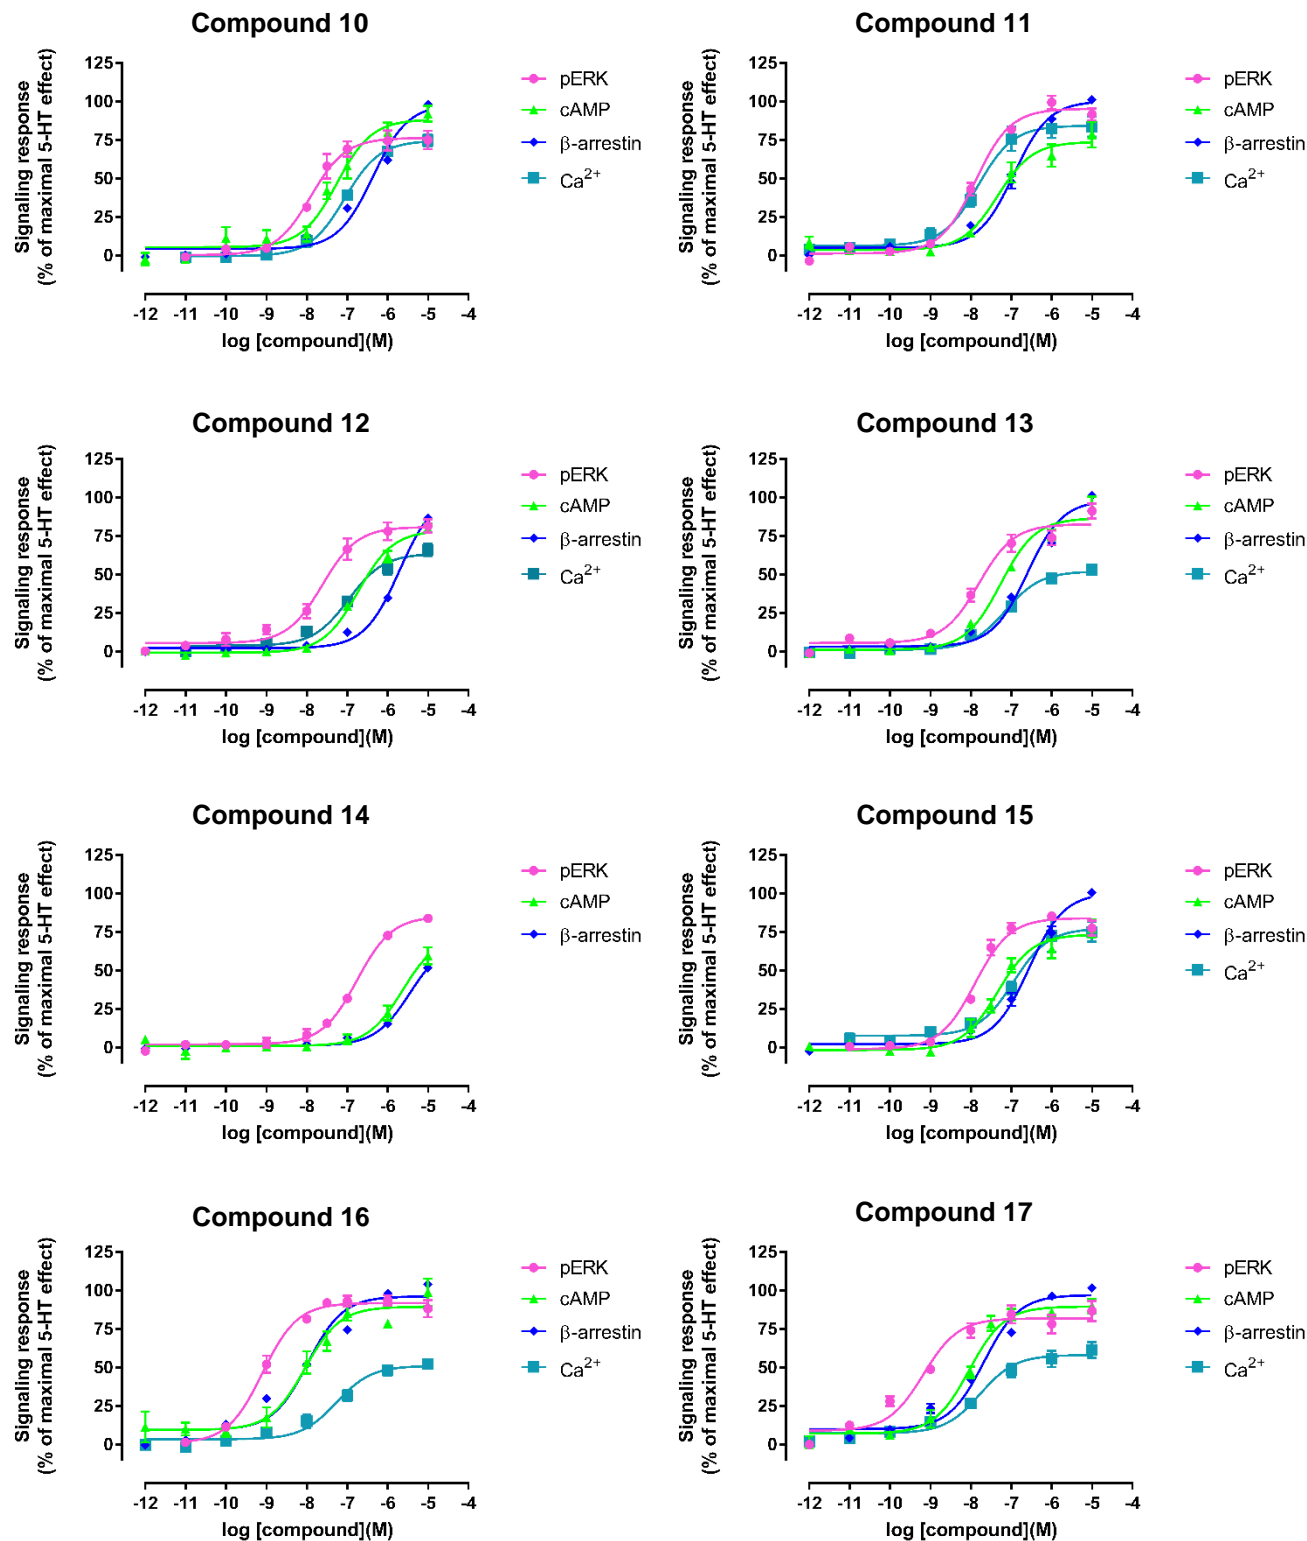 Compound 10
Signaling response
(% of maximal 5-HT effect)
125
100
75
50
25
0
-12 -11 -10 -9 -8 -7 -6 -5 -4
log [compound](M)
pERK
cAMP
β-arrestin
Ca2+
Compound 11
Signaling response
(% of maximal 5-HT effect)
125
100
75
50
25
0
-12 -11 -10 -9 -8 -7 -6 -5 -4
log [compound](M)
pERK
cAMP
β-arrestin
Ca2+
Compound 12
Signaling response
(% of maximal 5-HT effect)
125
100
75
50
25
0
-12 -11 -10 -9 -8 -7 -6 -5 -4
log [compound](M)
pERK
cAMP
β-arrestin
Ca2+
Compound 13
Signaling response
(% of maximal 5-HT effect)
125
100
75
50
25
0
-12 -11 -10 -9 -8 -7 -6 -5 -4
log [compound](M)
pERK
cAMP
β-arrestin
Ca2+
Compound 14
Signaling response
(% of maximal 5-HT effect)
125
100
75
50
25
0
-12 -11 -10 -9 -8 -7 -6 -5 -4
log [compound](M)
pERK
cAMP
β-arrestin
Compound 15
Signaling response
(% of maximal 5-HT effect)
125
100
75
50
25
0
-12 -11 -10 -9 -8 -7 -6 -5 -4
log [compound](M)
pERK
cAMP
β-arrestin
Ca2+
Compound 16
Signaling response
(% of maximal 5-HT effect)
125
100
75
50
25
0
-12 -11 -10 -9 -8 -7 -6 -5 -4
log [compound](M)
pERK
cAMP
β-arrestin
Ca2+
Compound 17
Signaling response
(% of maximal 5-HT effect)
125
100
75
50
25
0
-12 -11 -10 -9 -8 -7 -6 -5 -4
log [compound](M)
pERK
cAMP
β-arrestin
Ca2+